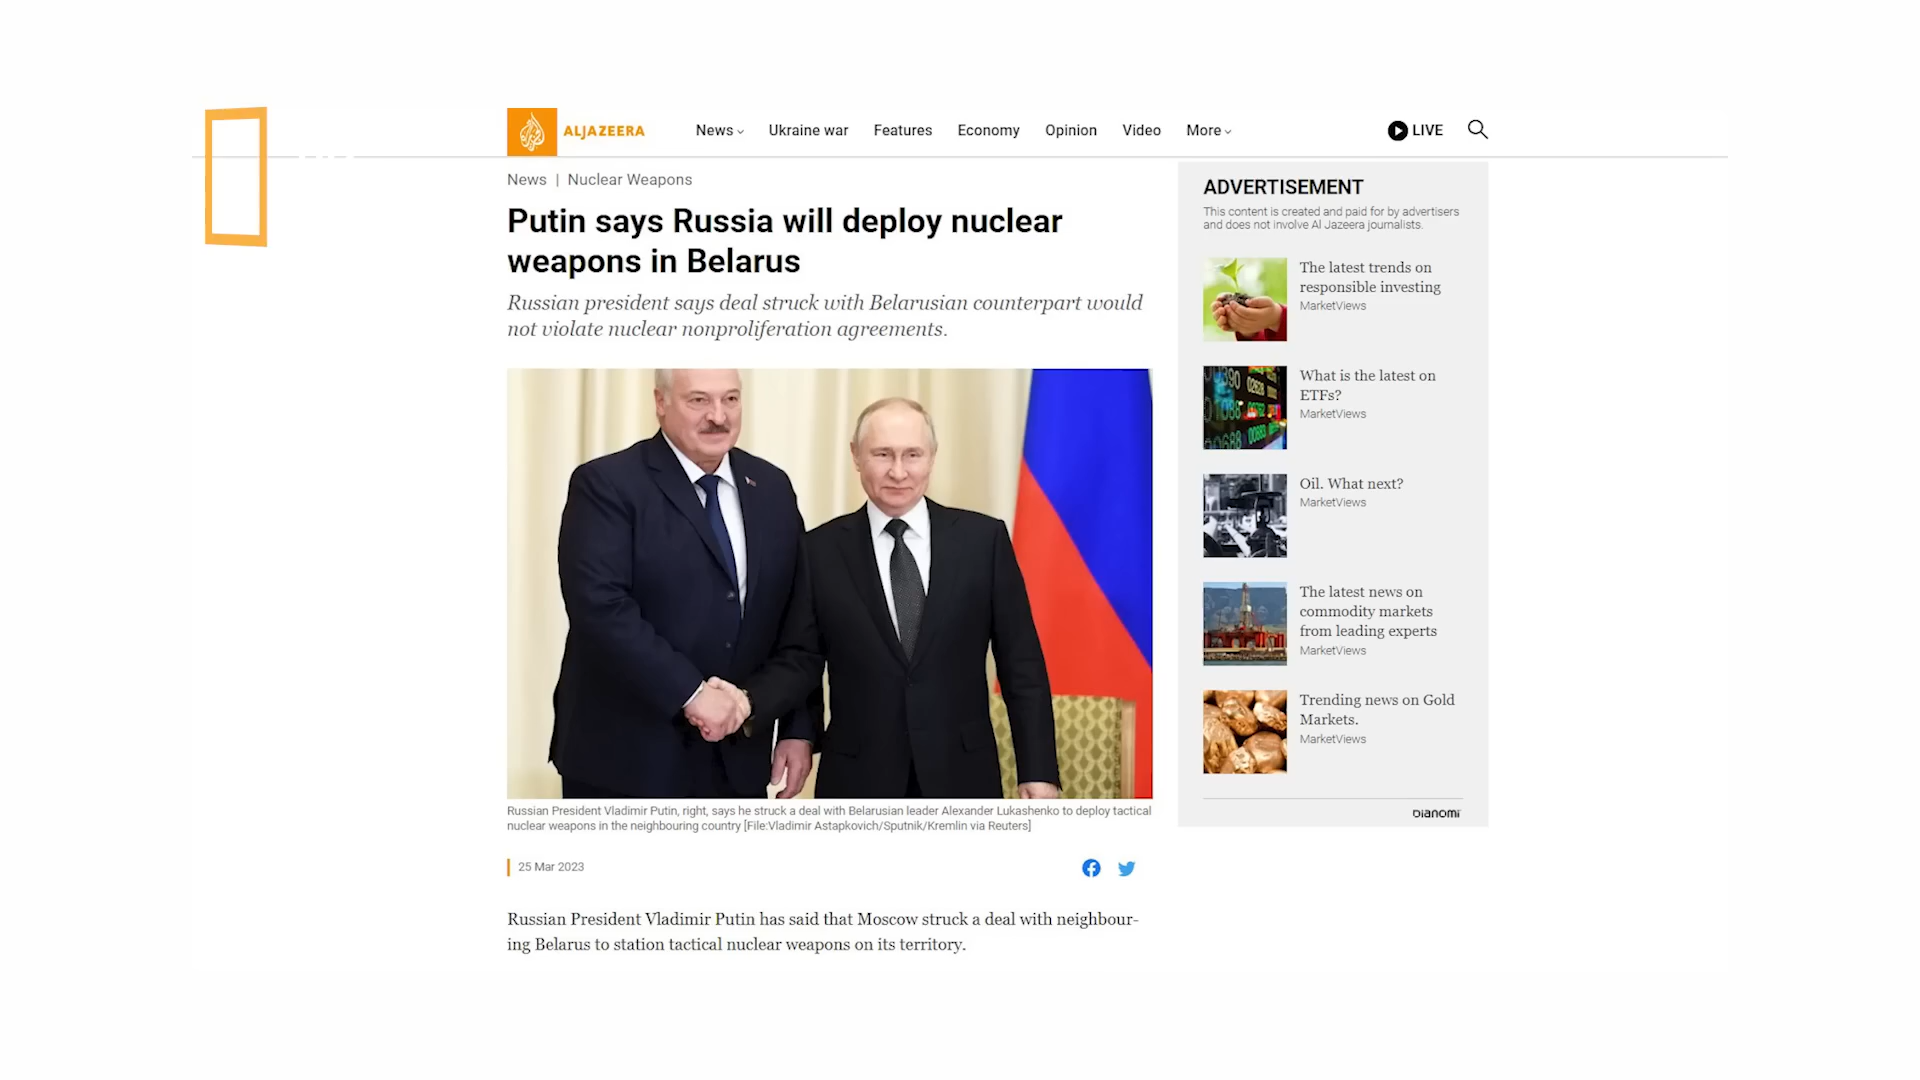 ALJAZEERA
News
Ukraine war
Features
Economy
Opinion
Video
More
LIVE
News | Nuclear Weapons
Putin says Russia will deploy nuclear
weapons in Belarus
Russian president says deal struck with Belarusian counterpart would
not violate nuclear nonproliferation agreements.
Russian President Vladimir Putin, right, says he struck a deal with Belarusian leader Alexander Lukashenko to deploy tactical
nuclear weapons in the neighbouring country [File:Vladimir Astapkovich/Sputnik/Kremlin via Reuters]
25 Mar 2023
Russian President Vladimir Putin has said that Moscow struck a deal with neighbour-
ing Belarus to station tactical nuclear weapons on its territory.
ADVERTISEMENT
This content is created and paid for by advertisers
and does not involve Al Jazeera journalists.
The latest trends on
responsible investing
MarketViews
What is the latest on
ETFs?
MarketViews
Oil. What next?
MarketViews
The latest news on
commodity markets
from leading experts
MarketViews
Trending news on Gold
Markets.
MarketViews
Dianomi